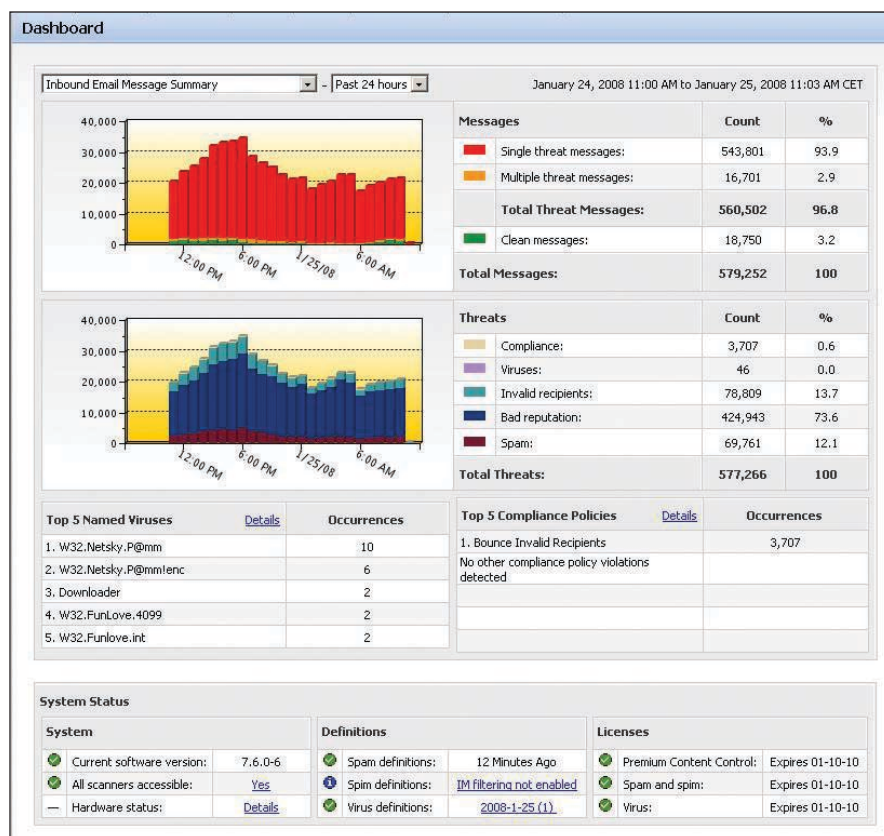 Dashboard
Inbound Email Message Summary - Past 24 hours January 24, 2008 11:00 AM to January 25, 2008 11:03 AM CET
40,000
30,000
20,000
10,000
0
12:00 PM 6:00 PM 1/25/08 6:00 AM
Messages Count %
Single threat messages: 543,801 93.9
Multiple threat messages: 16,701 2.9
Total Threat Messages: 560,502 96.8
Clean messages: 18,750 3.2
Total Messages: 579,252 100
40,000
30,000
20,000
10,000
0
12:00 PM 6:00 PM 1/25/08 6:00 AM
Threats Count %
Compliance: 3,707 0.6
Viruses: 46 0.0
Invalid recipients: 78,809 13.7
Bad reputation: 424,943 73.6
Spam: 69,761 12.1
Total Threats: 577,266 100
Top 5 Named Viruses Details Occurrences
1. W32.Netsky.P@mm 10
2. W32.Netsky.P@mm!enc 6
3. Downloader 2
4. W32.FunLove.4099 2
5. W32.Funlove.int 2
Top 5 Compliance Policies Details Occurrences
1. Bounce Invalid Recipients 3,707
No other compliance policy violations
detected
System Status
System
Current software version: 7.6.0-6
All scanners accessible: Yes
Hardware status: Details
Definitions
Spam definitions: 12 Minutes Ago
Spim definitions: IM filtering not enabled
Virus definitions: 2008-1-25 (1)
Licenses
Premium Content Control: Expires 01-10-10
Spam and spim: Expires 01-10-10
Virus: Expires 01-10-10